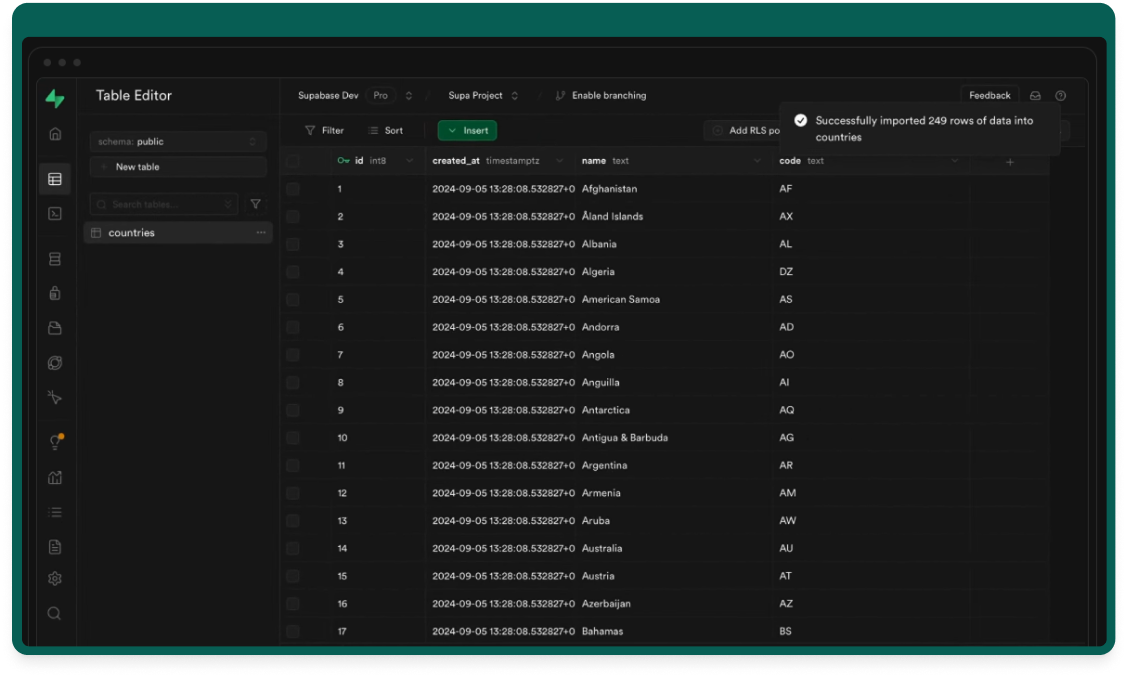 Table Editor
Supabase Dev Pro / Supa Project / Enable branching
Feedback
schema: public
New table
Search tables...
countries
Filter Sort Insert Add RLS po
Successfully imported 249 rows of data into
countries
id int8 created_at timestamptz name text code text
1 2024-09-05 13:28:08.532827+0 Afghanistan AF
2 2024-09-05 13:28:08.532827+0 Åland Islands AX
3 2024-09-05 13:28:08.532827+0 Albania AL
4 2024-09-05 13:28:08.532827+0 Algeria DZ
5 2024-09-05 13:28:08.532827+0 American Samoa AS
6 2024-09-05 13:28:08.532827+0 Andorra AD
7 2024-09-05 13:28:08.532827+0 Angola AO
8 2024-09-05 13:28:08.532827+0 Anguilla AI
9 2024-09-05 13:28:08.532827+0 Antarctica AQ
10 2024-09-05 13:28:08.532827+0 Antigua & Barbuda AG
11 2024-09-05 13:28:08.532827+0 Argentina AR
12 2024-09-05 13:28:08.532827+0 Armenia AM
13 2024-09-05 13:28:08.532827+0 Aruba AW
14 2024-09-05 13:28:08.532827+0 Australia AU
15 2024-09-05 13:28:08.532827+0 Austria AT
16 2024-09-05 13:28:08.532827+0 Azerbaijan AZ
17 2024-09-05 13:28:08.532827+0 Bahamas BS